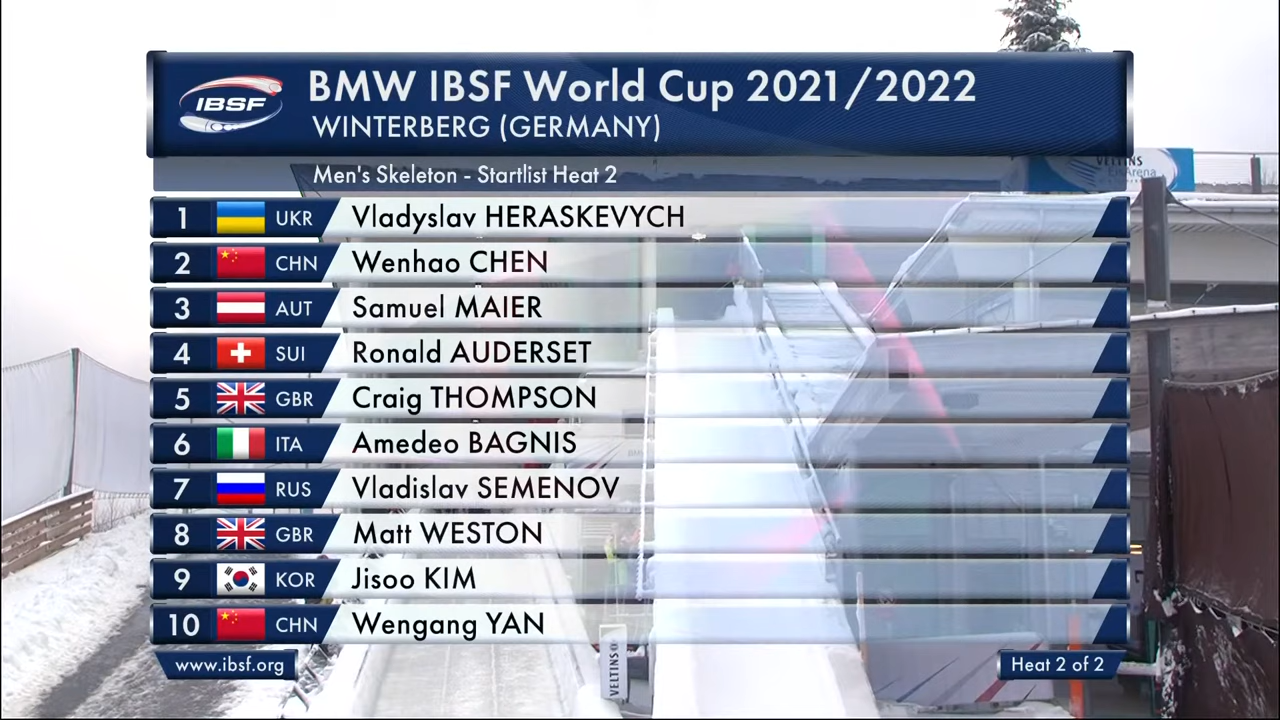 IBSF
BMW IBSF World Cup 2021/2022
WINTERBERG (GERMANY)
Men's Skeleton - Startlist Heat 2
VELTINS
EisArena
1 UKR Vladyslav HERASKEVYCH
2 CHN Wenhao CHEN
3 AUT Samuel MAIER
4 SUI Ronald AUDERSET
5 GBR Craig THOMPSON
6 ITA Amedeo BAGNIS
7 RUS Vladislav SEMENOV
8 GBR Matt WESTON
9 KOR Jisoo KIM
10 CHN Wengang YAN
www.ibsf.org
Heat 2 of 2
VELTINS